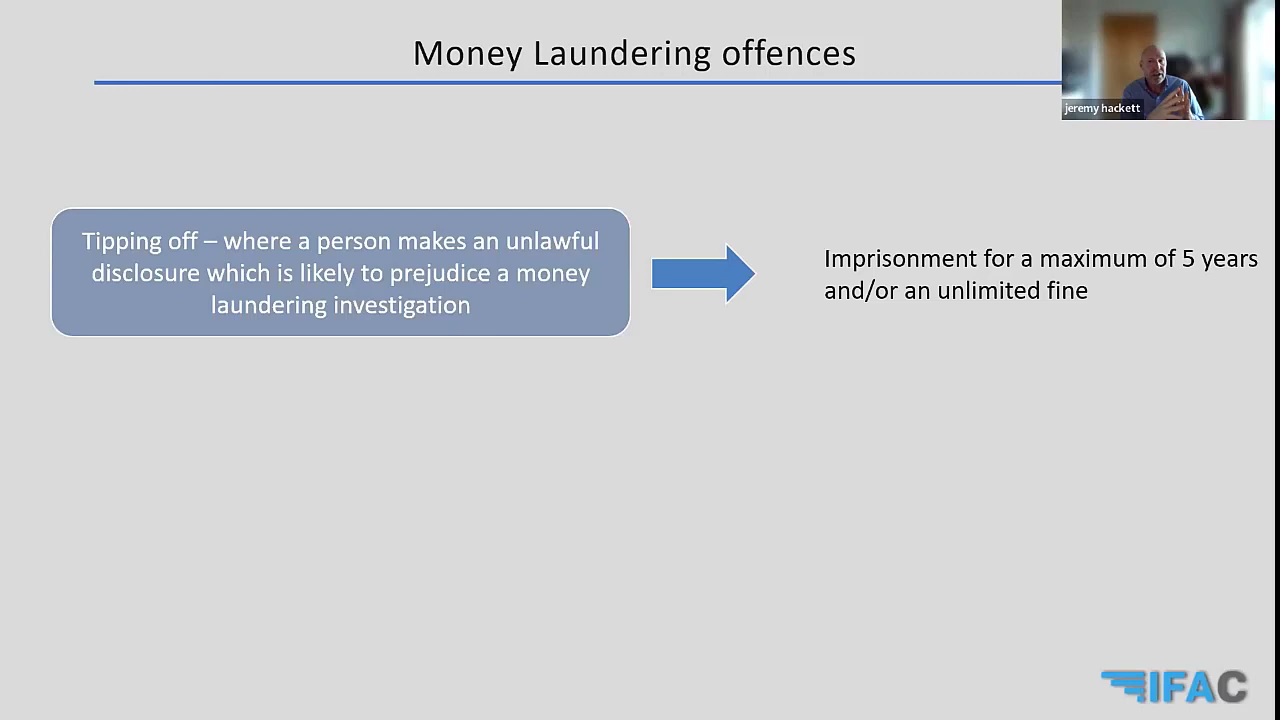 Money Laundering offences
jeremy hackett
Tipping off – where a person makes an unlawful
disclosure which is likely to prejudice a money
laundering investigation
Imprisonment for a maximum of 5 years
and/or an unlimited fine
IFAC